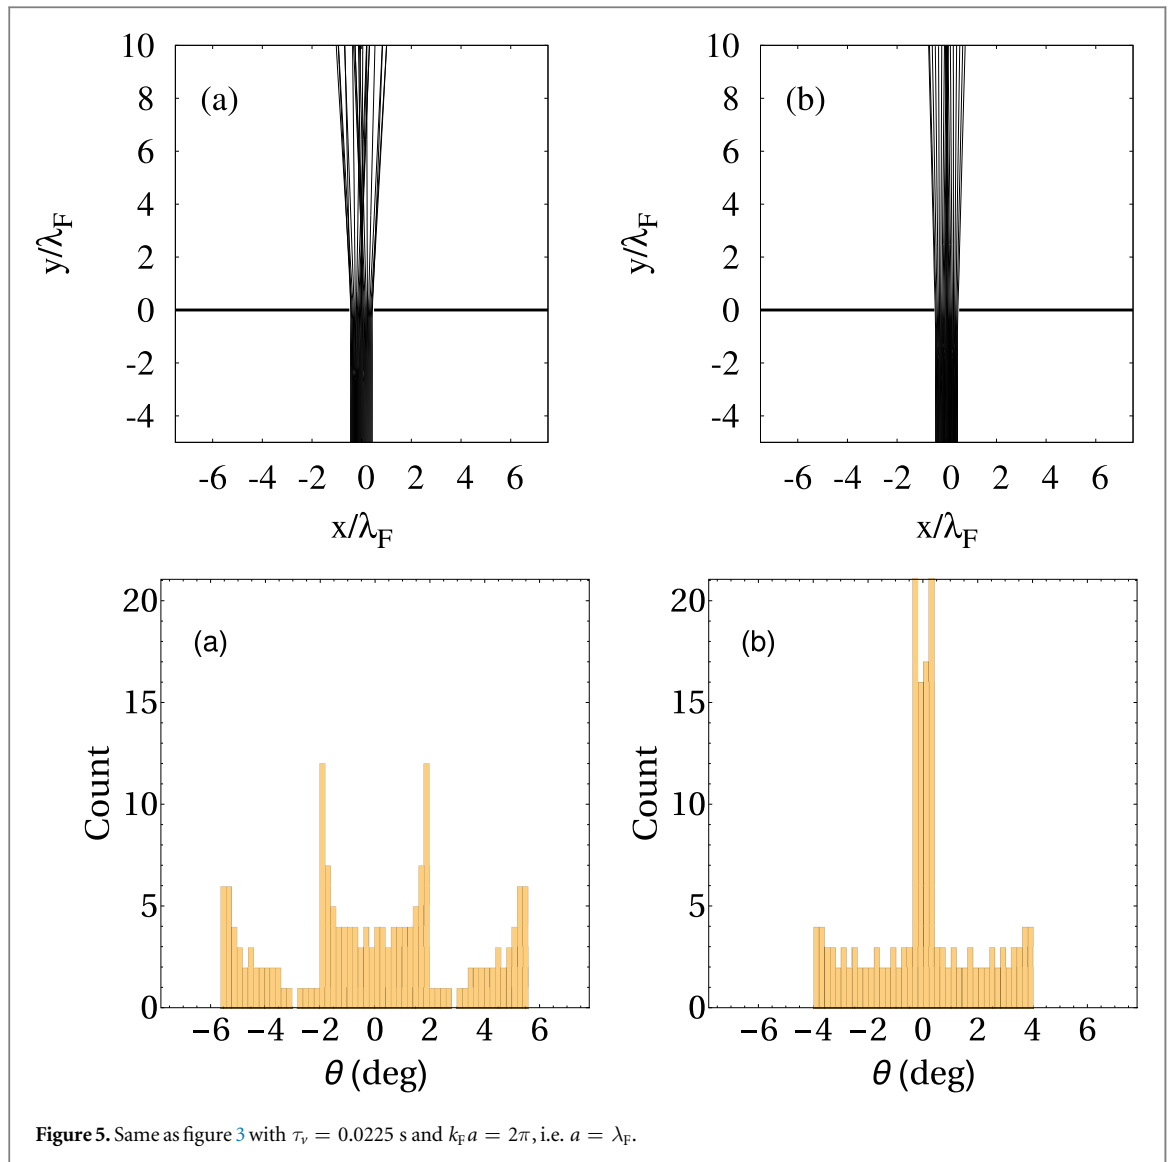 10
8
6
4
2
0
-2
-4
(a)
y/λF
-6 -4 -2 0 2 4 6
x/λF
10
8
6
4
2
0
-2
-4
(b)
y/λF
-6 -4 -2 0 2 4 6
x/λF
20
15
10
5
0
(a)
Count
−6 −4 −2 0 2 4 6
θ (deg)
20
15
10
5
0
(b)
Count
−6 −4 −2 0 2 4 6
θ (deg)
Figure 5. Same as figure 3 with τν = 0.0225 s and kFa = 2π, i.e. a = λF.